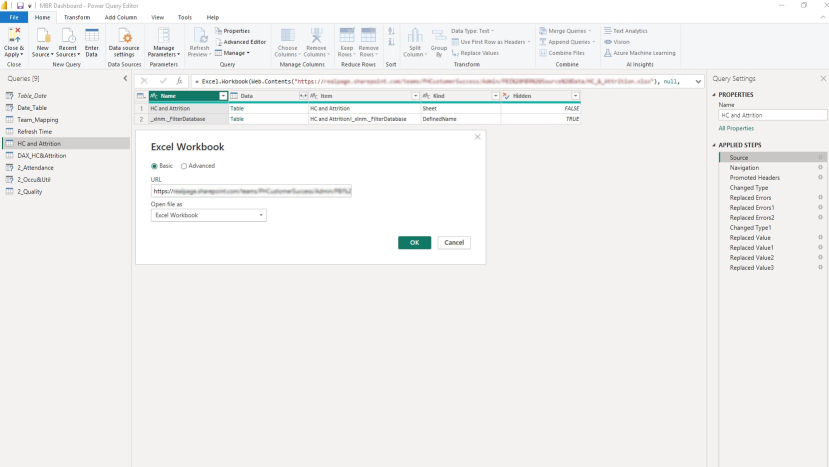 MBR Dashboard - Power Query Editor
File Home Transform Add Column View Tools Help
Close & Apply
New Source
Recent Sources
Enter Data
Data source settings
Manage Parameters
Refresh Preview
Properties
Advanced Editor
Manage
Choose Columns
Remove Columns
Keep Rows
Remove Rows
Split Column
Group By
Data Type: Text
Use First Row as Headers
Replace Values
Merge Queries
Append Queries
Combine Files
Text Analytics
Vision
Azure Machine Learning
Close New Query Data Sources Parameters Query Manage Columns Reduce Rows Sort Transform Combine AI Insights
Queries [9]
Table_Date
Date_Table
Team_Mapping
Refresh Time
HC and Attrition
DAX_HC&Attrition
2_Attendance
2_Occu&Util
2_Quality
fx = Excel.Workbook(Web.Contents("https://
"), null,
Name Data Item Kind Hidden
1 HC and Attrition Table HC and Attrition Sheet FALSE
2 _xlnm._FilterDatabase Table HC and Attrition!_xlnm._FilterDatabase DefinedName TRUE
Excel Workbook
Basic Advanced
URL
https://
Open file as
Excel Workbook
OK Cancel
Query Settings
PROPERTIES
Name
HC and Attrition
All Properties
APPLIED STEPS
Source
Navigation
Promoted Headers
Changed Type
Replaced Errors
Replaced Errors1
Replaced Errors2
Changed Type1
Replaced Value
Replaced Value1
Replaced Value2
Replaced Value3